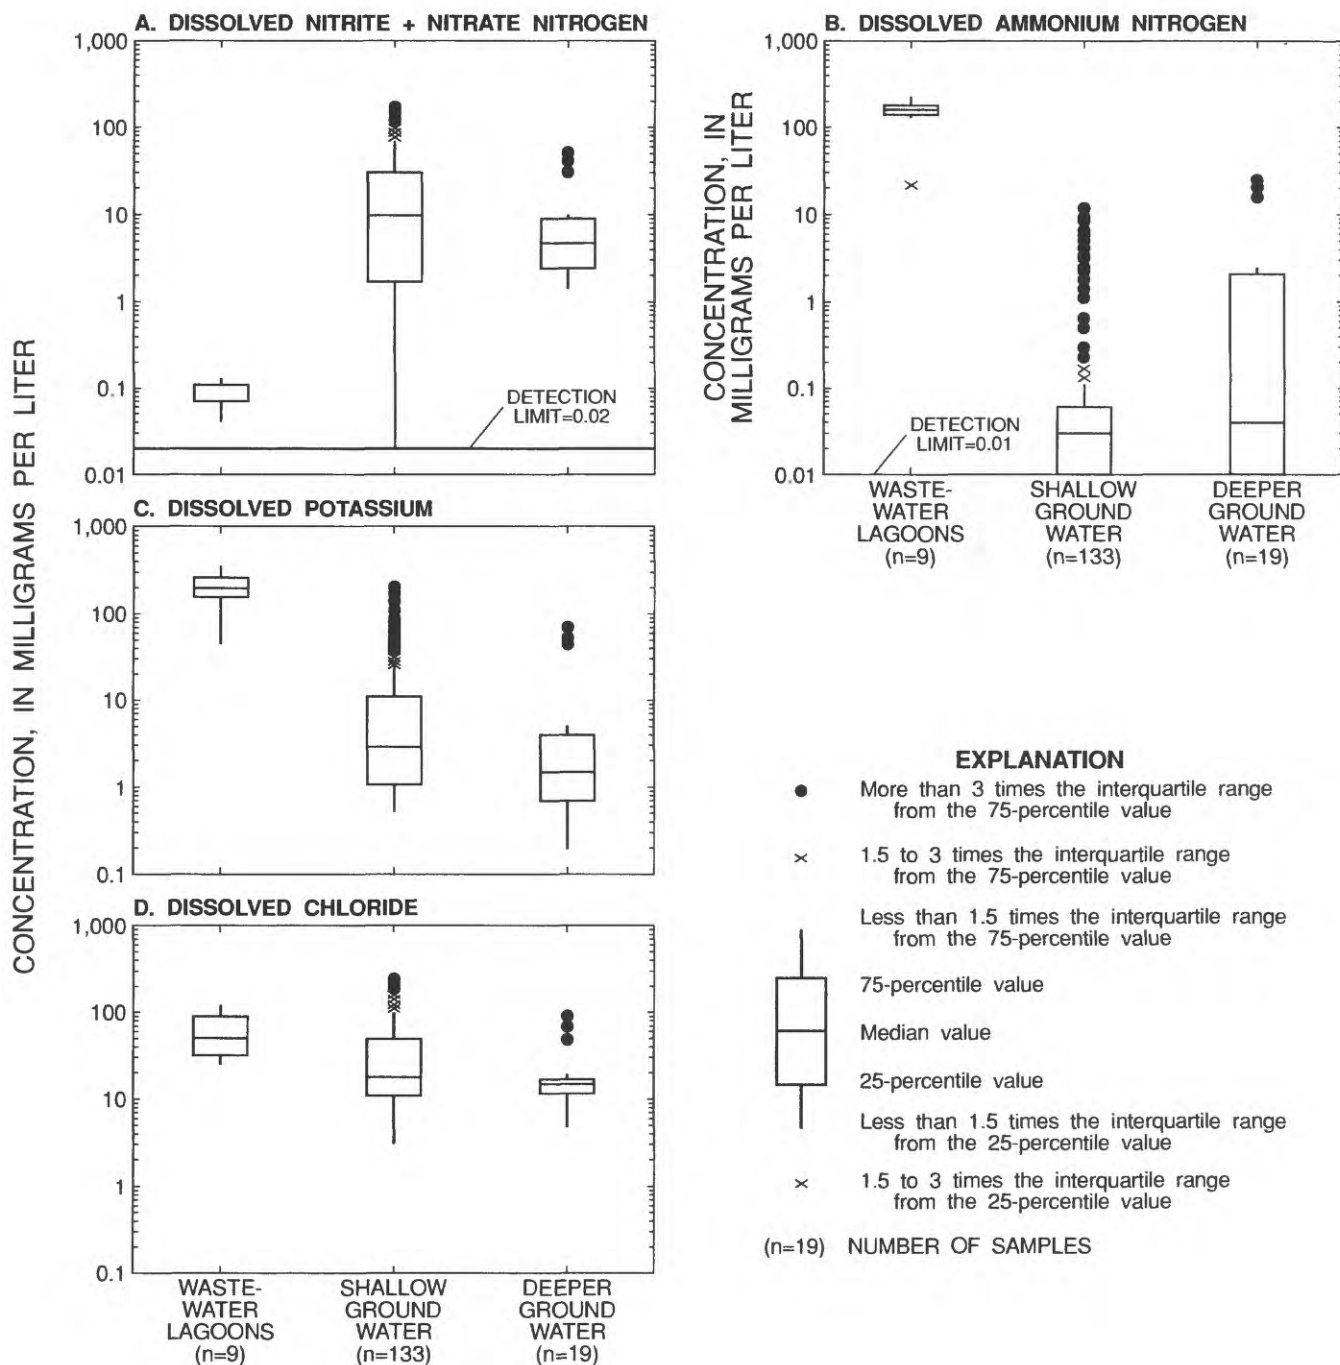 A. DISSOLVED NITRITE + NITRATE NITROGEN
1,000
100
10
1
0.1
0.01
DETECTION
LIMIT=0.02
B. DISSOLVED AMMONIUM NITROGEN
CONCENTRATION, IN
MILLIGRAMS PER LITER
1,000
100
10
1
0.1
0.01
DETECTION
LIMIT=0.01
WASTE-
WATER
LAGOONS
(n=9)
SHALLOW
GROUND
WATER
(n=133)
DEEPER
GROUND
WATER
(n=19)
CONCENTRATION, IN MILLIGRAMS PER LITER
C. DISSOLVED POTASSIUM
1,000
100
10
1
0.1
D. DISSOLVED CHLORIDE
1,000
100
10
1
0.1
WASTE-
WATER
LAGOONS
(n=9)
SHALLOW
GROUND
WATER
(n=133)
DEEPER
GROUND
WATER
(n=19)
EXPLANATION
More than 3 times the interquartile range
from the 75-percentile value
1.5 to 3 times the interquartile range
from the 75-percentile value
Less than 1.5 times the interquartile range
from the 75-percentile value
75-percentile value
Median value
25-percentile value
Less than 1.5 times the interquartile range
from the 25-percentile value
1.5 to 3 times the interquartile range
from the 25-percentile value
(n=19) NUMBER OF SAMPLES